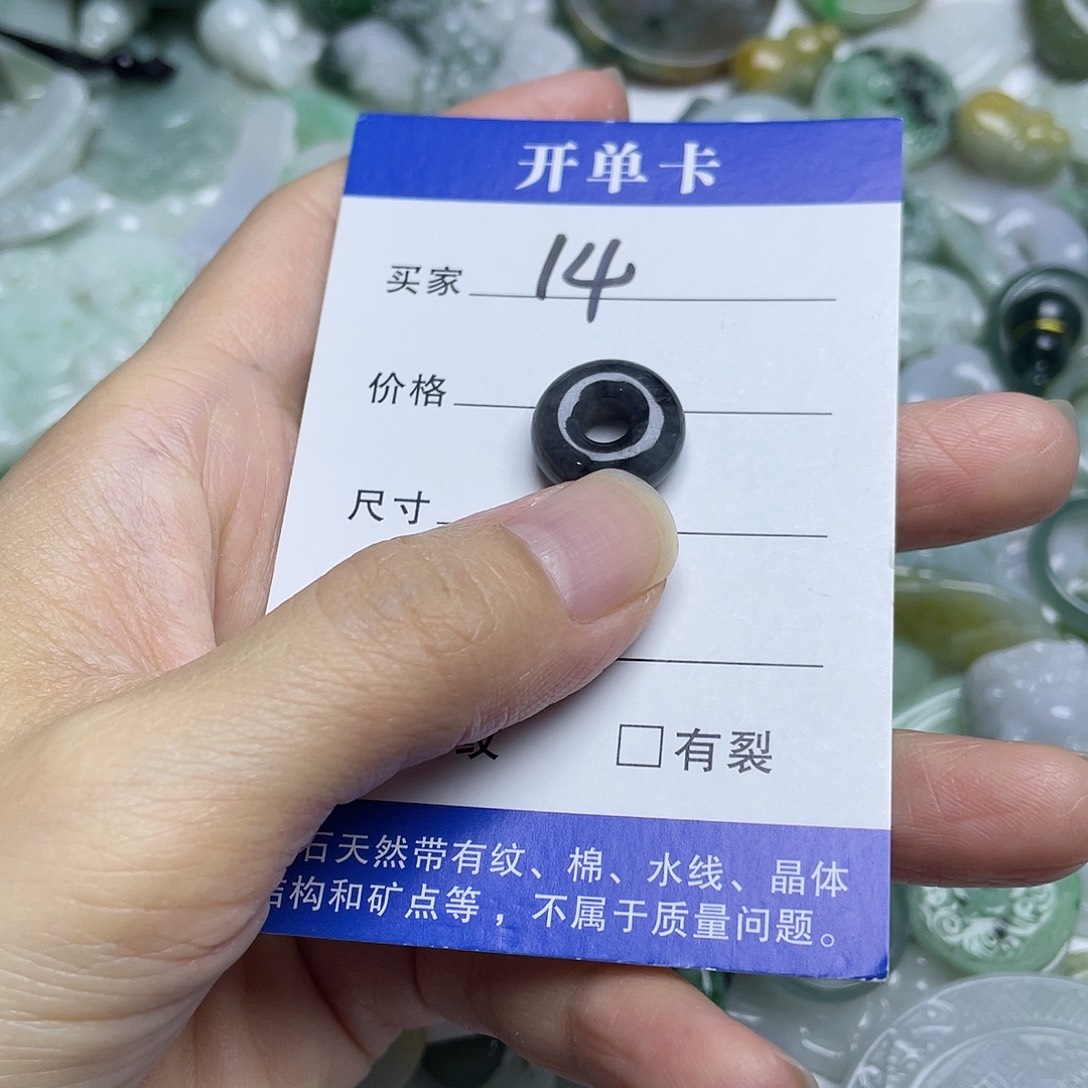 开单卡
买家 14
价格
尺寸
纹 □有裂
石天然带有纹、棉、水线、晶体
结构和矿点等，不属于质量问题。